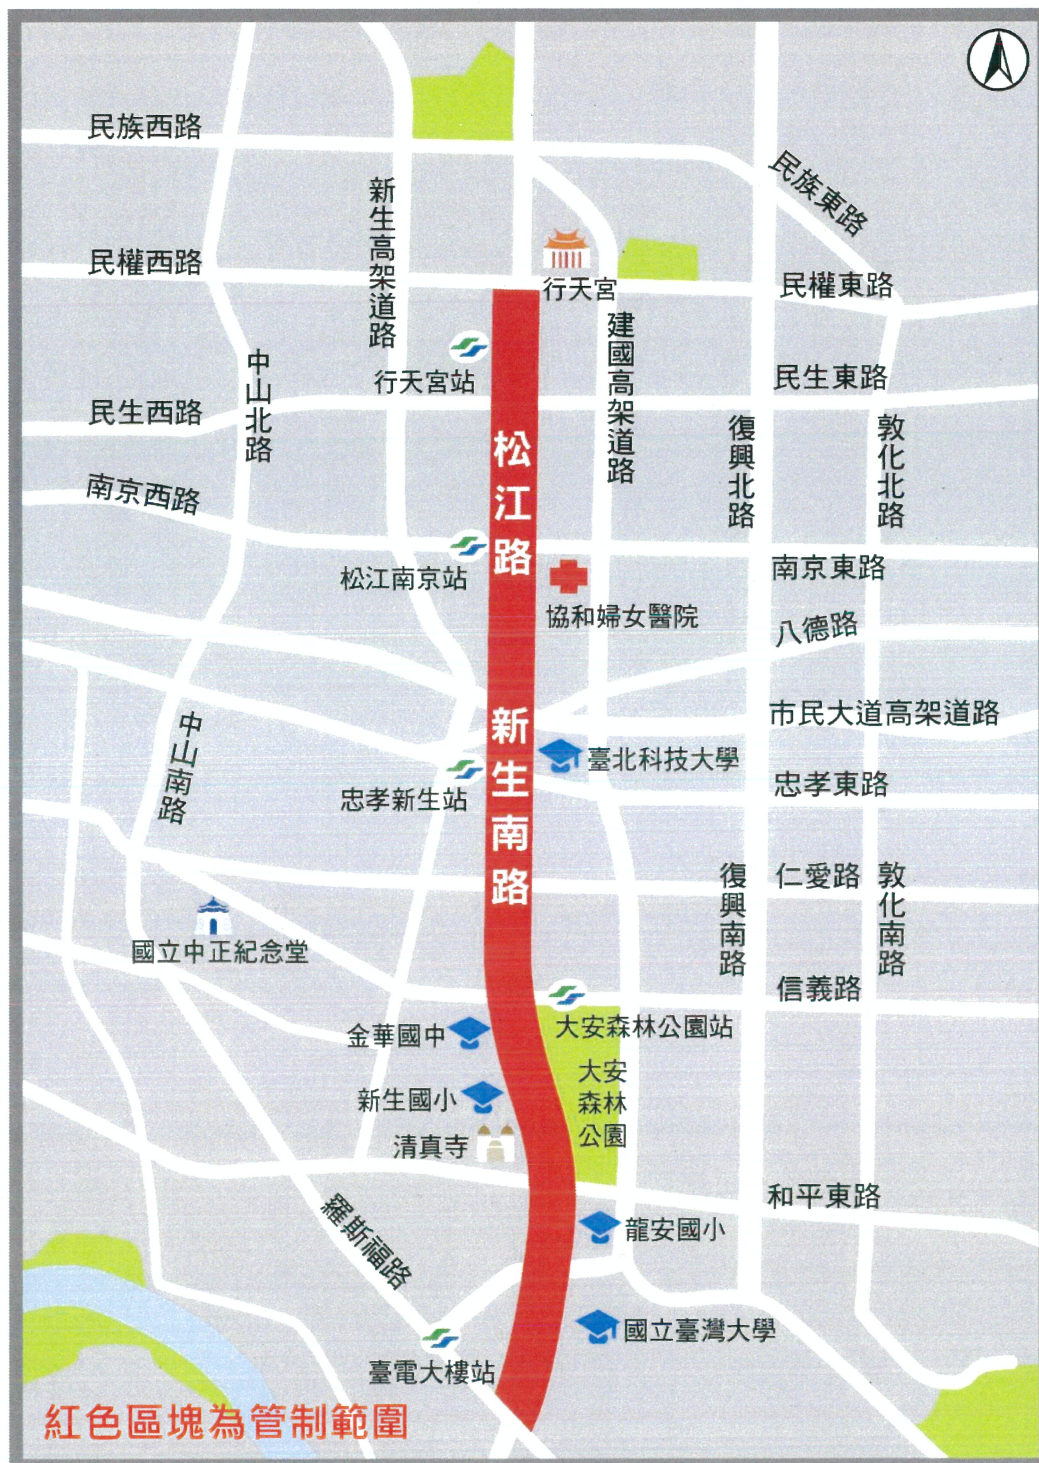 民族西路
民族東路
新生高架道路
民權西路
行天宮
民權東路
建國高架道路
中山北路
行天宮站
民生東路
民生西路
復興北路
敦化北路
松江路
南京西路
松江南京站
南京東路
協和婦女醫院
八德路
新生南路
中山南路
市民大道高架道路
臺北科技大學
忠孝新生站
忠孝東路
復興南路
仁愛路
敦化南路
國立中正紀念堂
信義路
金華國中
大安森林公園站
大安
森林
公園
新生國小
清真寺
和平東路
羅斯福路
龍安國小
國立臺灣大學
臺電大樓站
紅色區塊為管制範圍